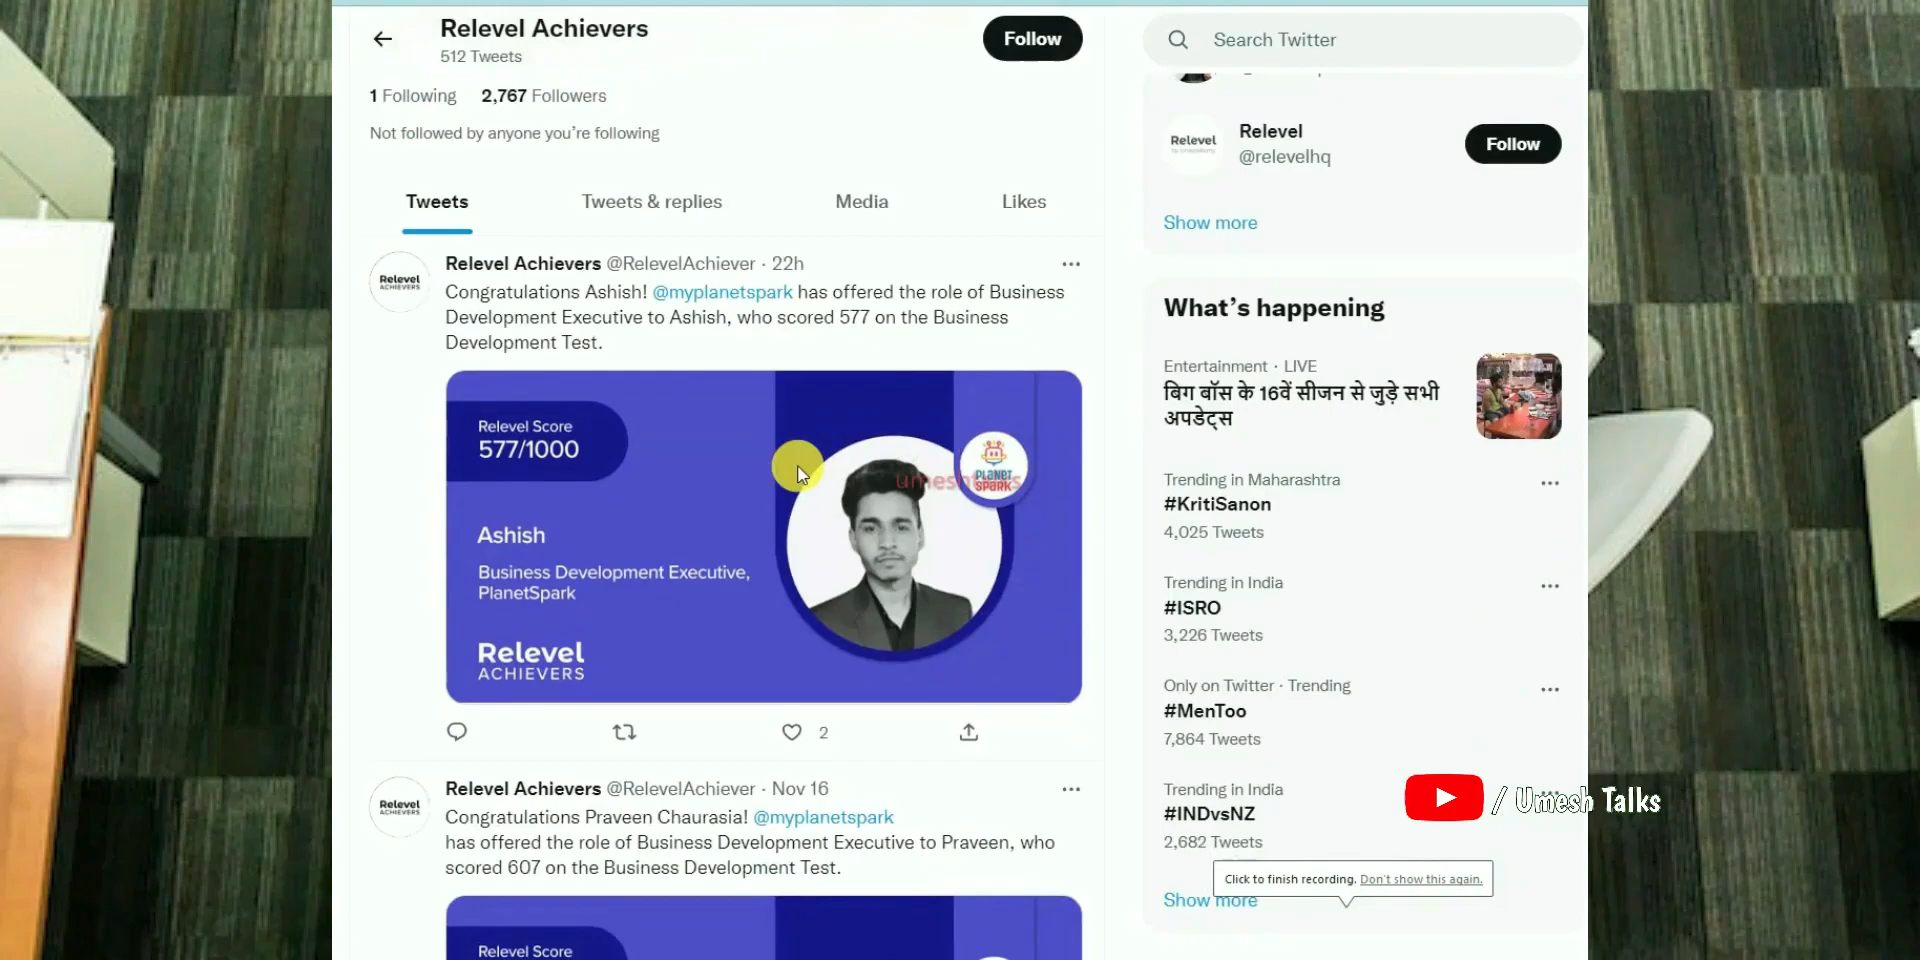 Relevel Achievers
512 Tweets
Follow
1 Following 2,767 Followers
Not followed by anyone you're following
Tweets Tweets & replies Media Likes
Relevel
ACHIEVERS
Relevel Achievers @RelevelAchiever · 22h
Congratulations Ashish! @myplanetspark has offered the role of Business
Development Executive to Ashish, who scored 577 on the Business
Development Test.
Relevel Score
577/1000
PLANET
SPARK
Ashish
Business Development Executive,
PlanetSpark
Relevel
ACHIEVERS
2
Relevel
ACHIEVERS
Relevel Achievers @RelevelAchiever · Nov 16
Congratulations Praveen Chaurasia! @myplanetspark
has offered the role of Business Development Executive to Praveen, who
scored 607 on the Business Development Test.
Relevel Score
Search Twitter
Relevel
Relevel
@relevelhq
Follow
Show more
What's happening
Entertainment · LIVE
बिग बॉस के 16वें सीजन से जुड़े सभी
अपडेट्स
Trending in Maharashtra
#KritiSanon
4,025 Tweets
Trending in India
#ISRO
3,226 Tweets
Only on Twitter · Trending
#MenToo
7,864 Tweets
Trending in India
#INDvsNZ
2,682 Tweets
/ Umesh Talks
Click to finish recording. Don't show this again.
Show more